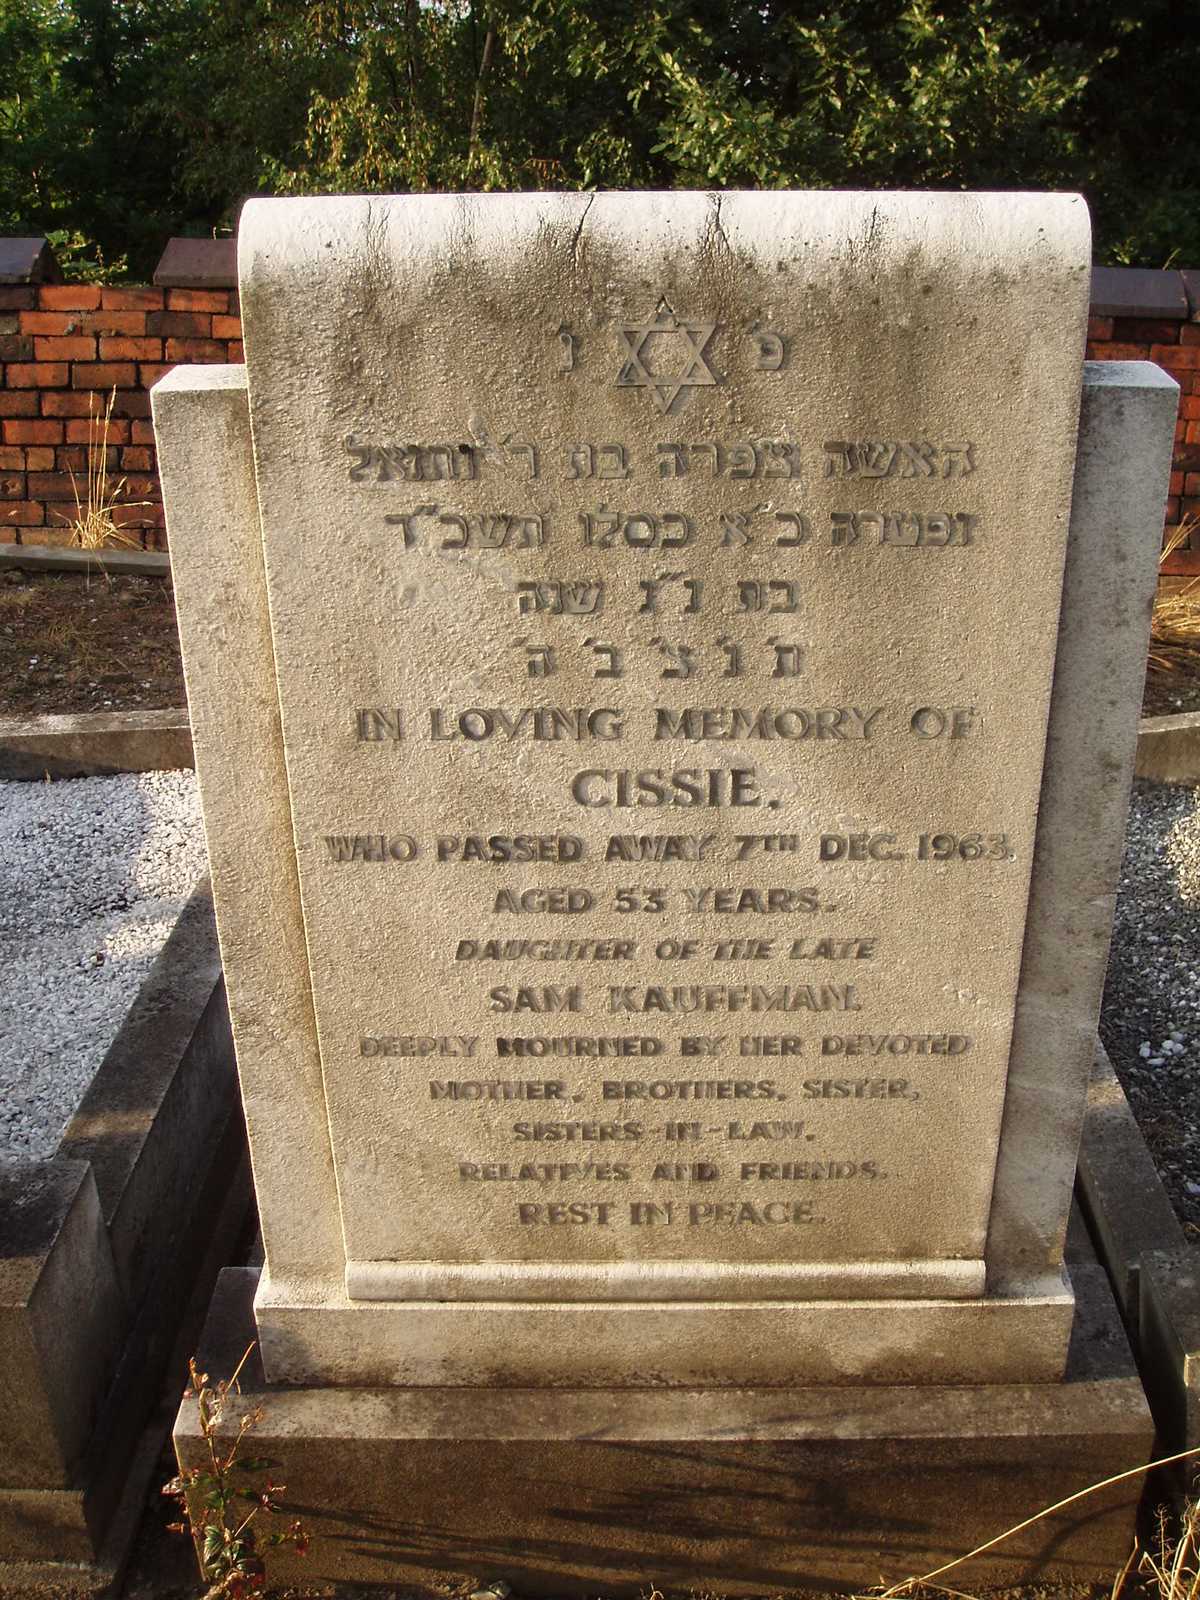 פ' נ'
האשה צפרה בת ר'
נפטרה כ"א כסלו תשכ"ד
בת נ"ג שנה
ת' נ' צ' ב' ה'
IN LOVING MEMORY OF
CISSIE.
WHO PASSED AWAY 7TH DEC. 1963.
AGED 53 YEARS.
DAUGHTER OF THE LATE
SAM KAUFFMAN.
DEEPLY MOURNED BY HER DEVOTED
MOTHER, BROTHERS, SISTER,
SISTERS-IN-LAW,
RELATIVES AND FRIENDS.
REST IN PEACE.